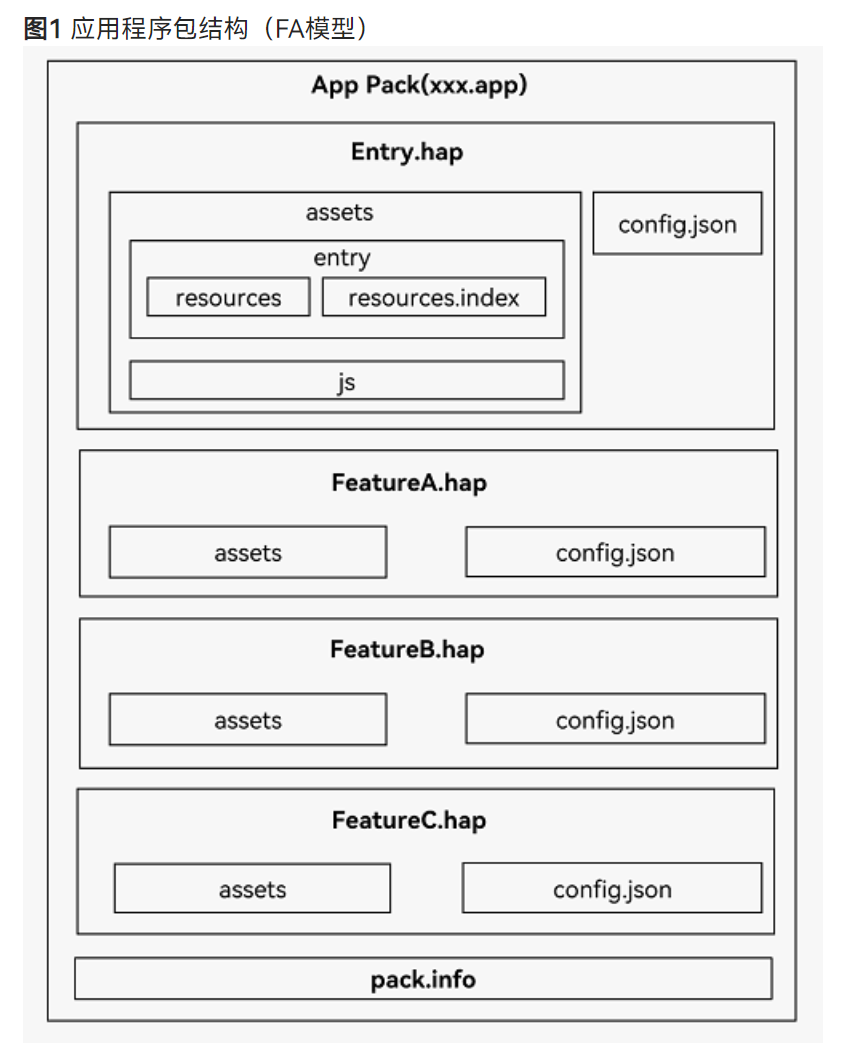 图1 应用程序包结构（FA模型）
App Pack(xxx.app)
Entry.hap
assets
config.json
entry
resources
resources.index
js
FeatureA.hap
assets
config.json
FeatureB.hap
assets
config.json
FeatureC.hap
assets
config.json
pack.info